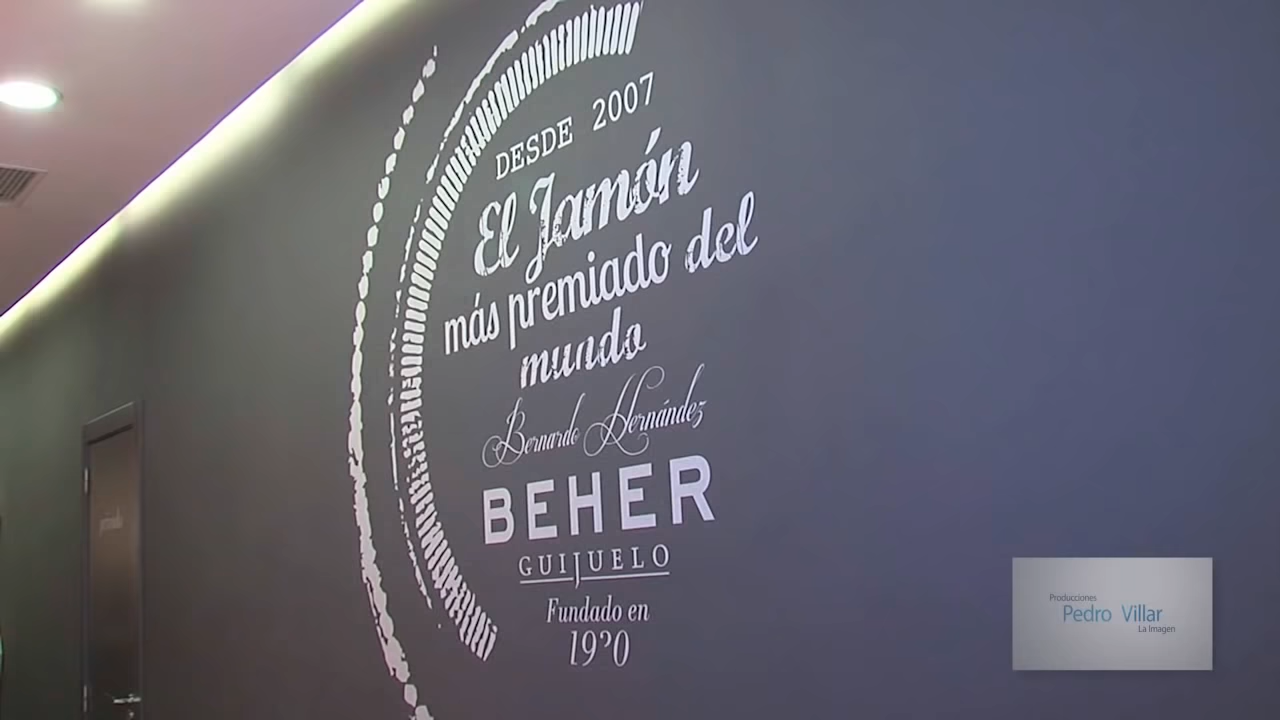 DESDE 2007
El Jamón
más premiado del
mundo
Bernardo Hernández
BEHER
GUIJUELO
Fundado en
Producciones
Pedro Villar
La Imagen